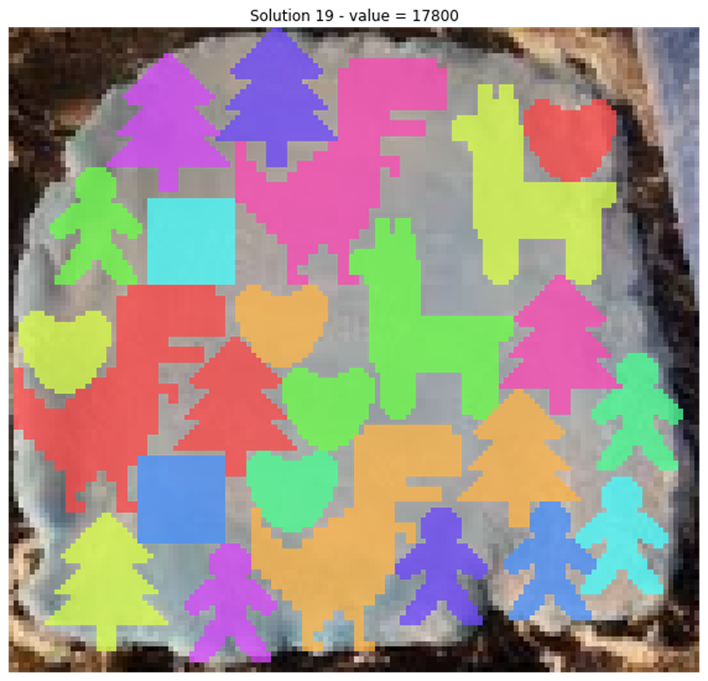 Solution 19 - value = 17800